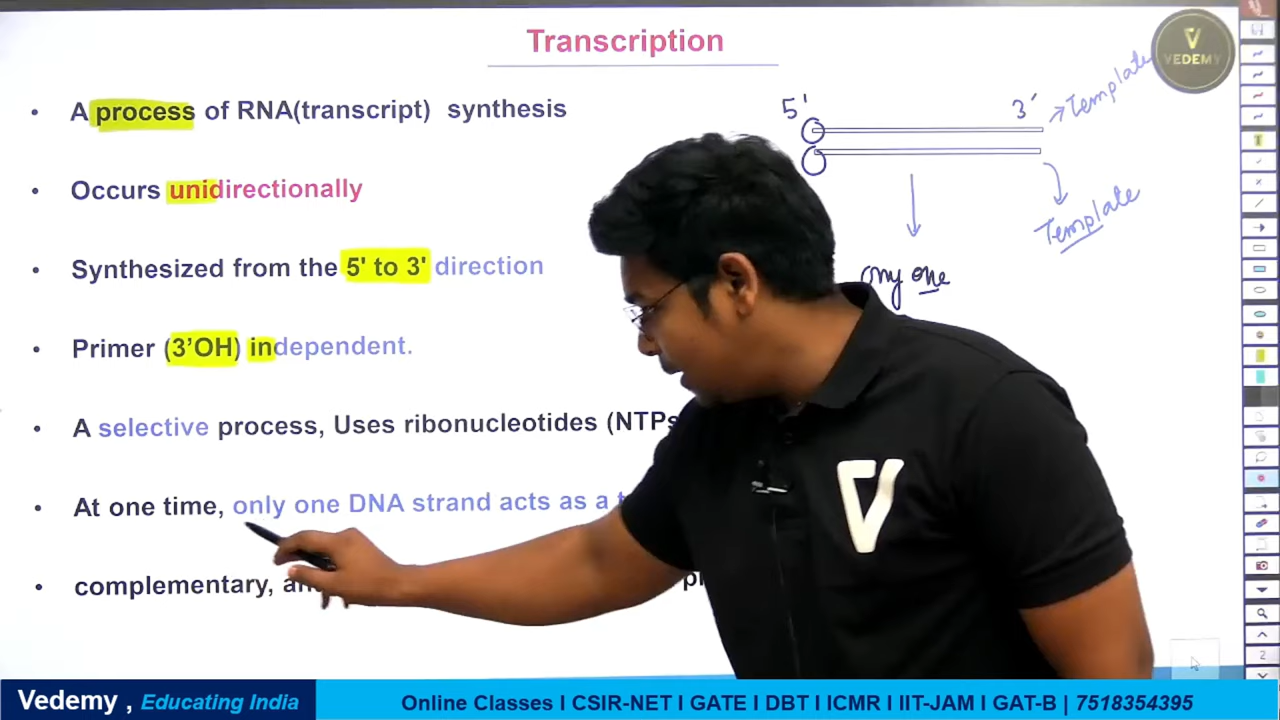 Transcription
VEDEMY
• A process of RNA(transcript) synthesis
5' 3' → Template
• Occurs unidirectionally
Template
• Synthesized from the 5' to 3' direction
only one
• Primer (3’OH) independent.
• A selective process, Uses ribonucleotides (NTPs
• At one time, only one DNA strand acts as a
• complementary,
2
Vedemy , Educating India
Online Classes I CSIR-NET I GATE I DBT I ICMR I IIT-JAM I GAT-B | 7518354395